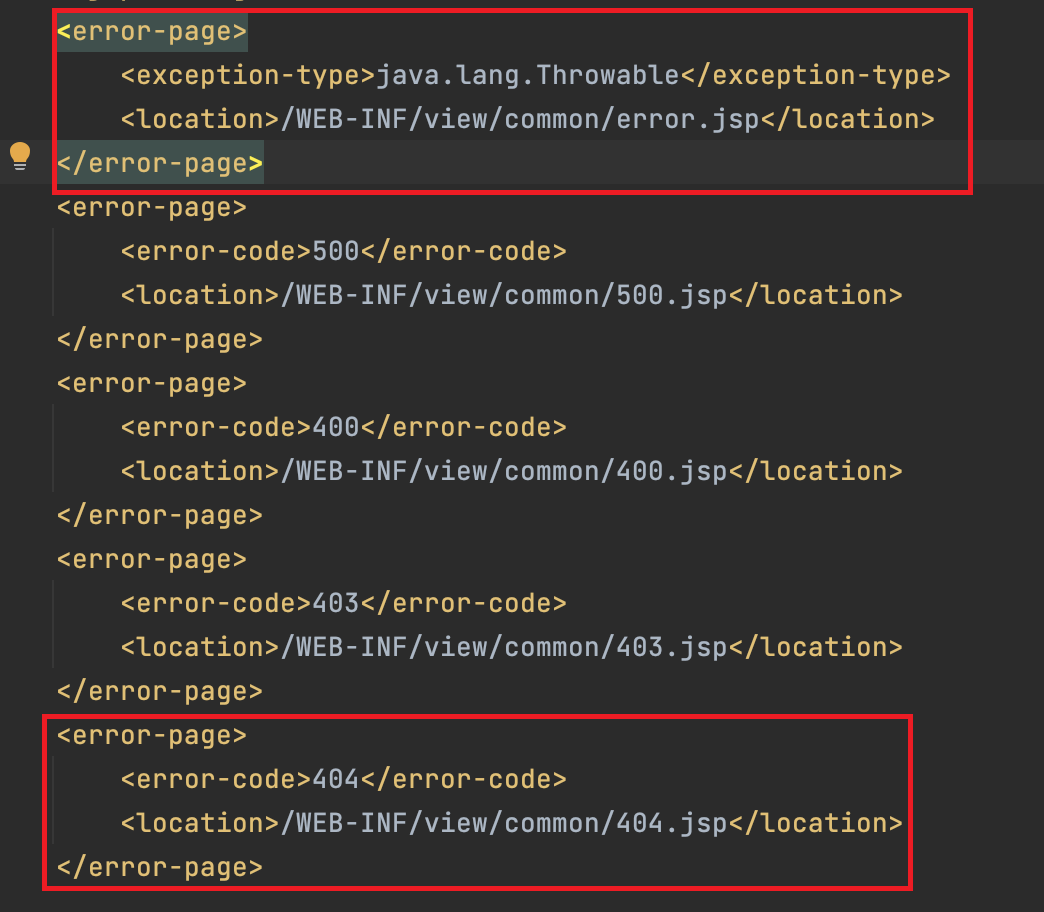 <error-page>
    <exception-type>java.lang.Throwable</exception-type>
    <location>/WEB-INF/view/common/error.jsp</location>
</error-page>
<error-page>
    <error-code>500</error-code>
    <location>/WEB-INF/view/common/500.jsp</location>
</error-page>
<error-page>
    <error-code>400</error-code>
    <location>/WEB-INF/view/common/400.jsp</location>
</error-page>
<error-page>
    <error-code>403</error-code>
    <location>/WEB-INF/view/common/403.jsp</location>
</error-page>
<error-page>
    <error-code>404</error-code>
    <location>/WEB-INF/view/common/404.jsp</location>
</error-page>